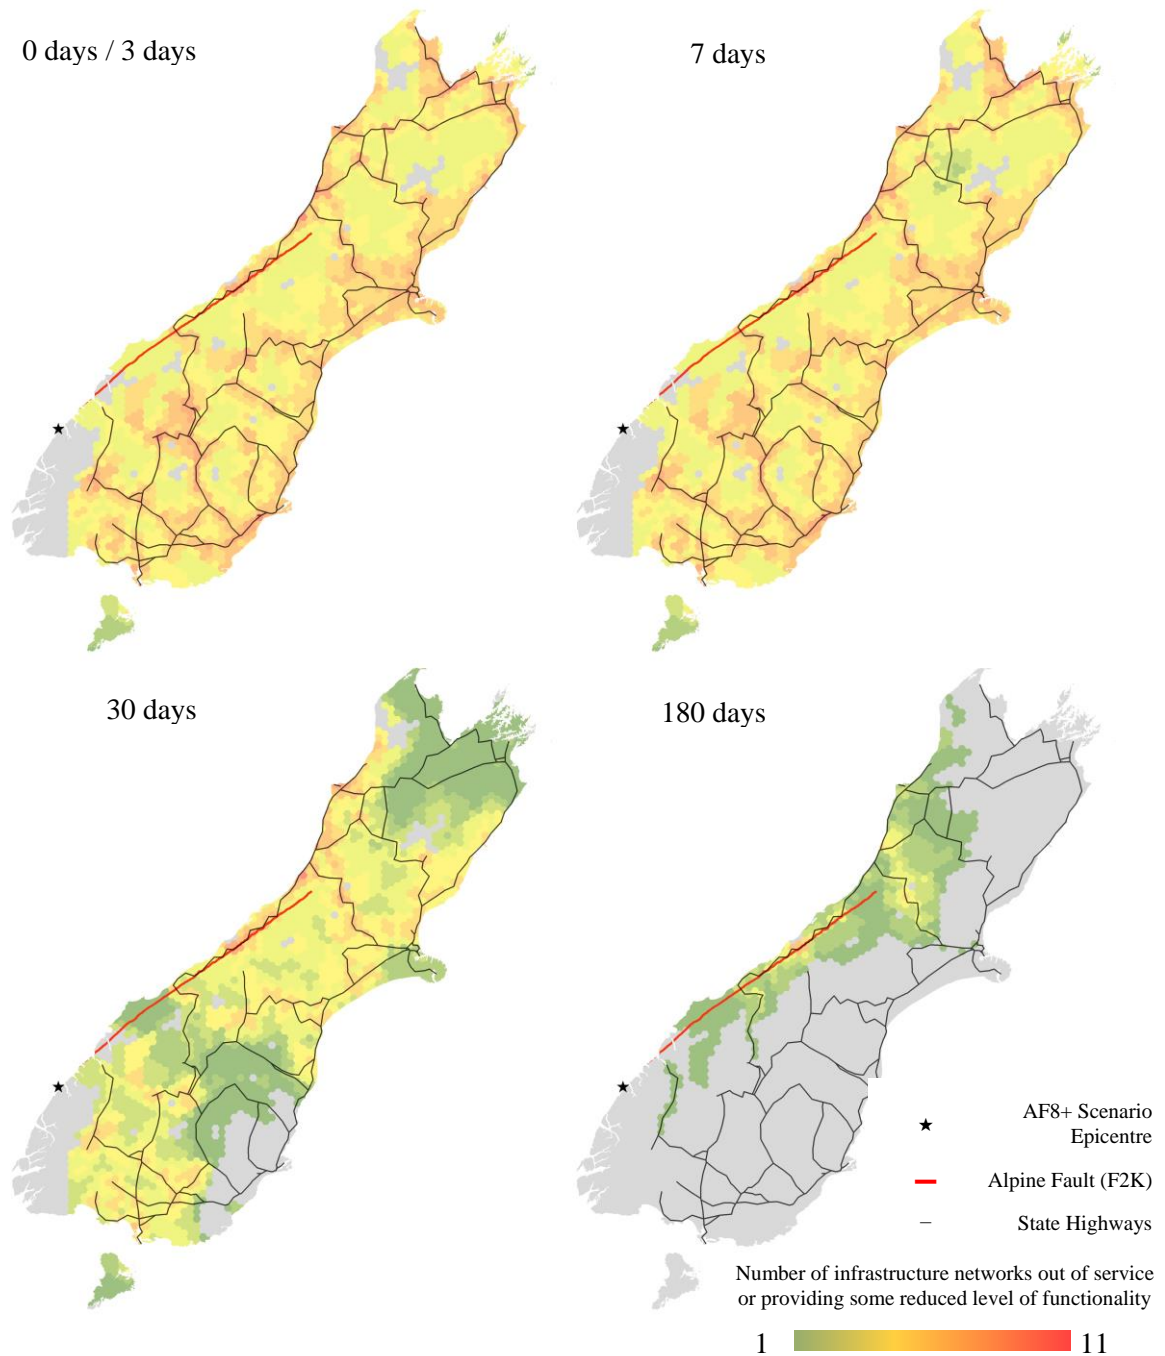 0 days / 3 days
7 days
30 days
180 days
AF8+ Scenario
Epicentre
Alpine Fault (F2K)
State Highways
Number of infrastructure networks out of service
or providing some reduced level of functionality
1
11